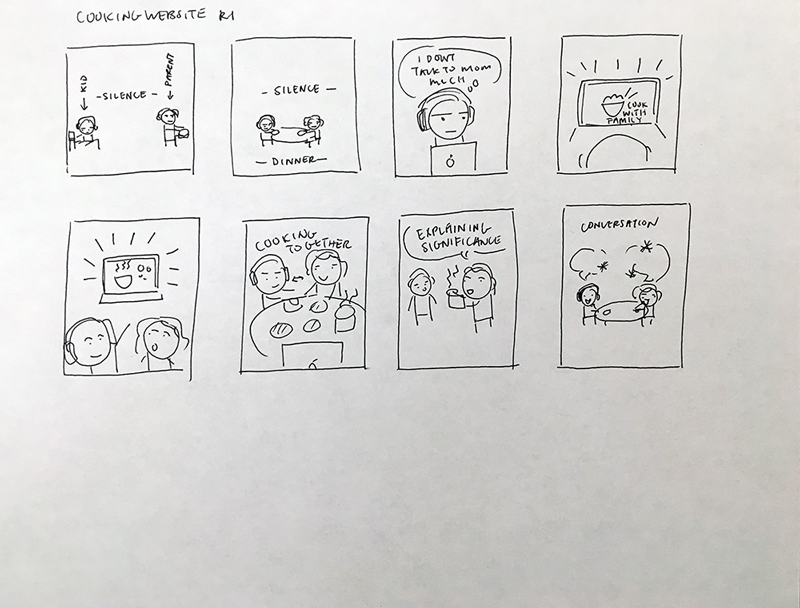 COOKING WEBSITE R1
KID
- SILENCE -
PARENT
- SILENCE -
- DINNER -
I DON'T
TALK TO MOM
MUCH
COOK
WITH
FAMILY
COOKING
TOGETHER
EXPLAINING
SIGNIFICANCE
CONVERSATION